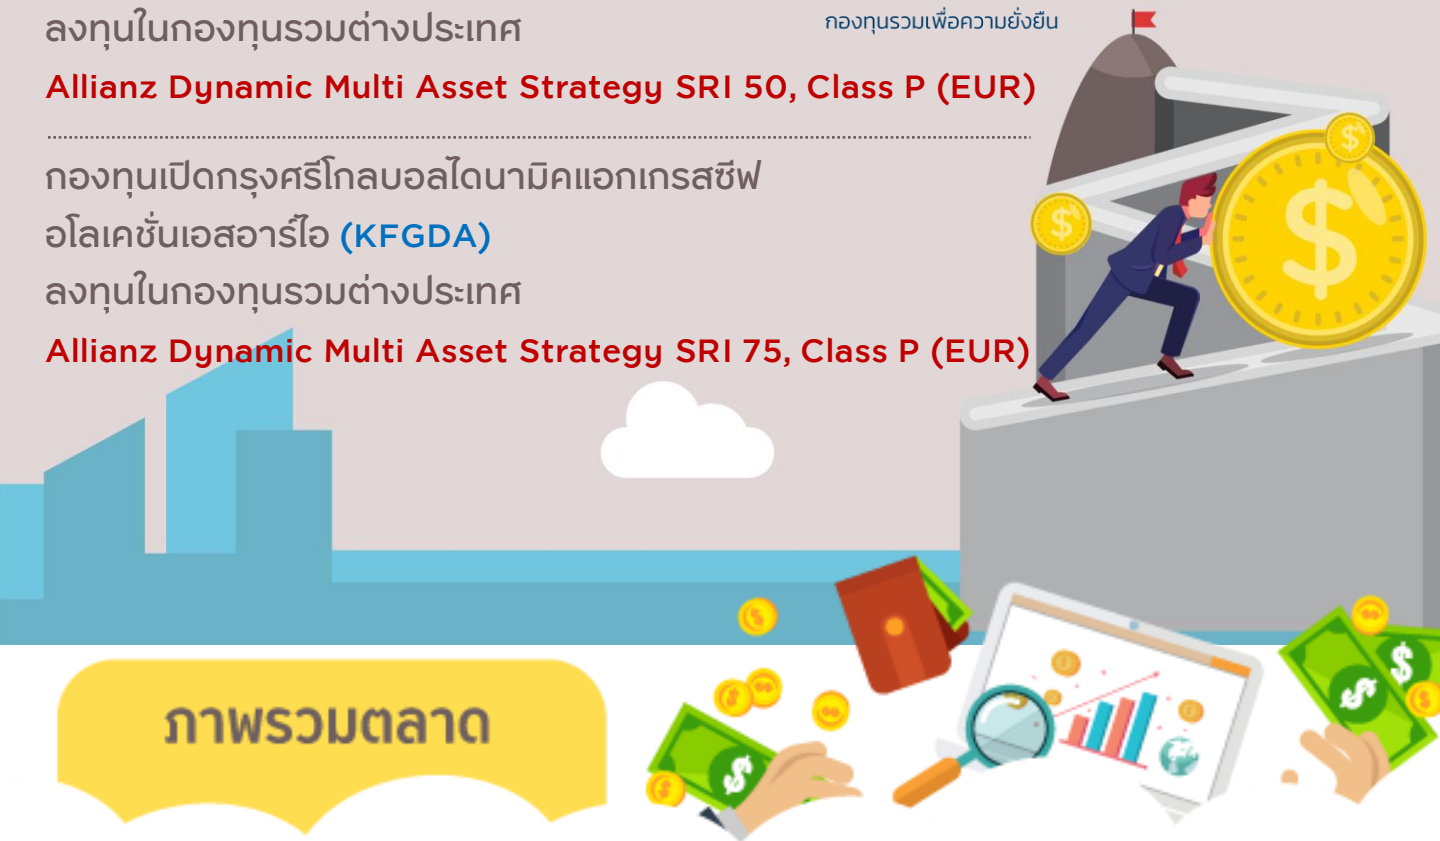 ลงทุนในกองทุนรวมต่างประเทศ
กองทุนรวมเพื่อความยั่งยืน
Allianz Dynamic Multi Asset Strategy SRI 50, Class P (EUR)
กองทุนเปิดกรุงศรีโกลบอลไดนามิคแอกเกรสซีฟ
อโลเคชั่นเอสอาร์ไอ (KFGDA)
ลงทุนในกองทุนรวมต่างประเทศ
Allianz Dynamic Multi Asset Strategy SRI 75, Class P (EUR)
ภาพรวมตลาด